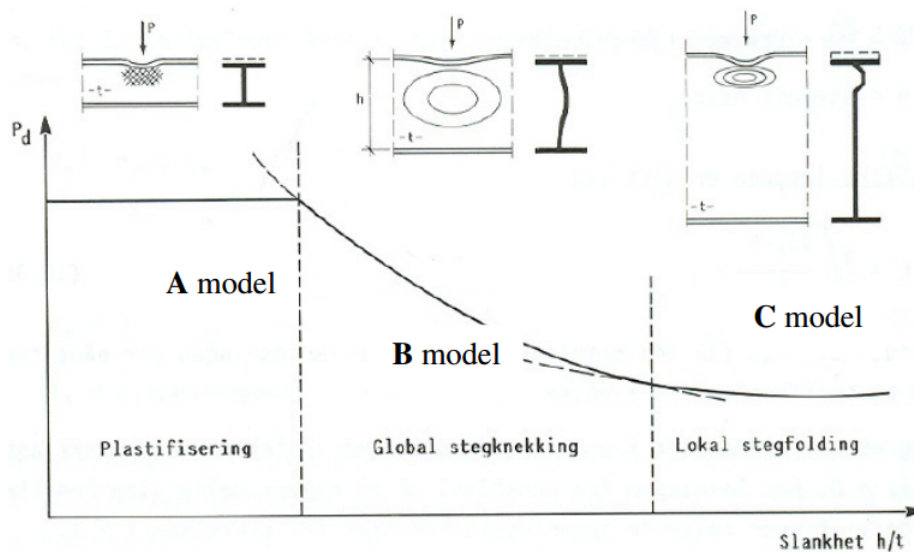 P
P
P
-t-
h
-t-
-t-
P_d
A model
B model
C model
Plastifisering
Global stegknekking
Lokal stegfolding
Slankhet h/t